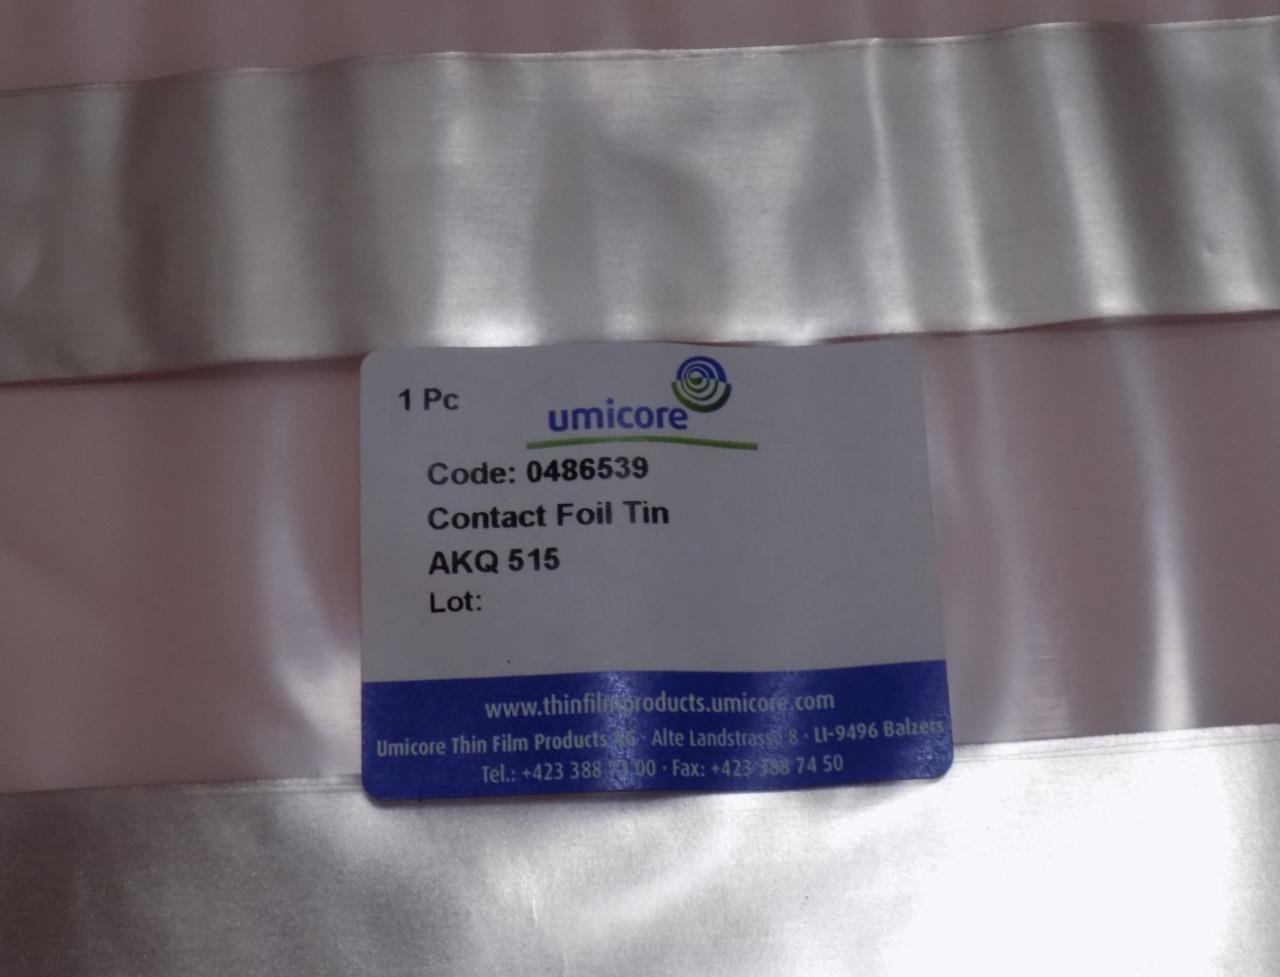 1 Pc
umicore
Code: 0486539
Contact Foil Tin
AKQ 515
Lot:
www.thinfilmproducts.umicore.com
Umicore Thin Film Products AG · Alte Landstrasse 8 · LI-9496 Balzers
Tel.: +423 388 73 00 · Fax: +423 388 74 50